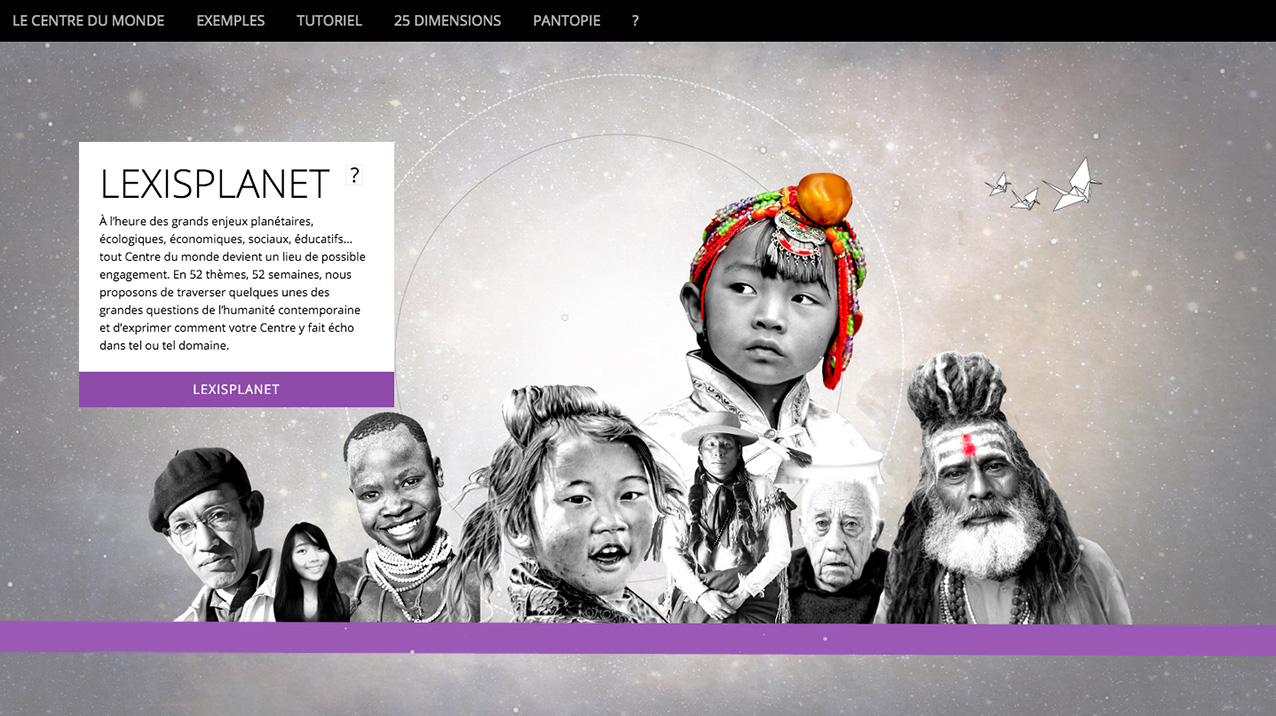 LE CENTRE DU MONDE EXEMPLES TUTORIEL 25 DIMENSIONS PANTOPIE ?
LEXISPLANET ?
À l’heure des grands enjeux planétaires,
écologiques, économiques, sociaux, éducatifs...
tout Centre du monde devient un lieu de possible
engagement. En 52 thèmes, 52 semaines, nous
proposons de traverser quelques unes des
grandes questions de l’humanité contemporaine
et d’exprimer comment votre Centre y fait écho
dans tel ou tel domaine.
LEXISPLANET